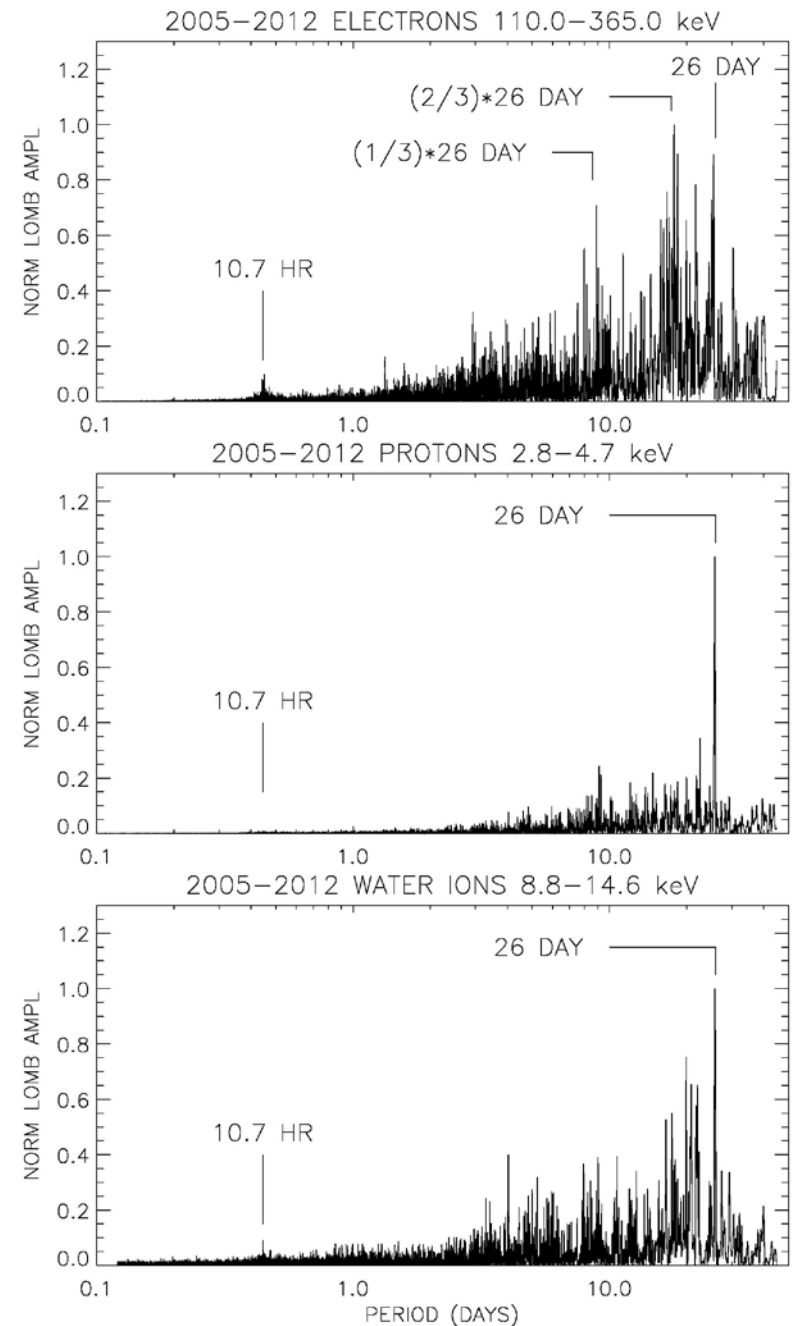 2005–2012 ELECTRONS 110.0–365.0 keV
NORM LOMB AMPL
1.2
1.0
0.8
0.6
0.4
0.2
0.0
26 DAY
(2/3)*26 DAY
(1/3)*26 DAY
10.7 HR
0.1
1.0
10.0
2005–2012 PROTONS 2.8–4.7 keV
NORM LOMB AMPL
1.2
1.0
0.8
0.6
0.4
0.2
0.0
26 DAY
10.7 HR
0.1
1.0
10.0
2005–2012 WATER IONS 8.8–14.6 keV
NORM LOMB AMPL
1.2
1.0
0.8
0.6
0.4
0.2
0.0
26 DAY
10.7 HR
0.1
1.0
10.0
PERIOD (DAYS)